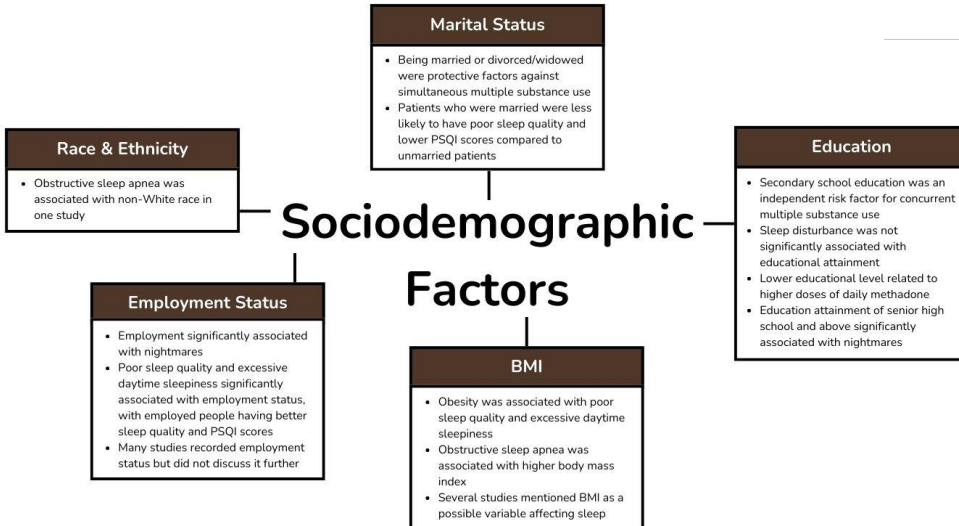 Marital Status
• Being married or divorced/widowed
were protective factors against
simultaneous multiple substance use
• Patients who were married were less
likely to have poor sleep quality and
lower PSQI scores compared to
unmarried patients
Race & Ethnicity
• Obstructive sleep apnea was
associated with non-White race in
one study
Education
• Secondary school education was an
independent risk factor for concurrent
multiple substance use
• Sleep disturbance was not
significantly associated with
educational attainment
• Lower educational level related to
higher doses of daily methadone
• Education attainment of senior high
school and above significantly
associated with nightmares
Sociodemographic
Factors
Employment Status
• Employment significantly associated
with nightmares
• Poor sleep quality and excessive
daytime sleepiness significantly
associated with employment status,
with employed people having better
sleep quality and PSQI scores
• Many studies recorded employment
status but did not discuss it further
BMI
• Obesity was associated with poor
sleep quality and excessive daytime
sleepiness
• Obstructive sleep apnea was
associated with higher body mass
index
• Several studies mentioned BMI as a
possible variable affecting sleep